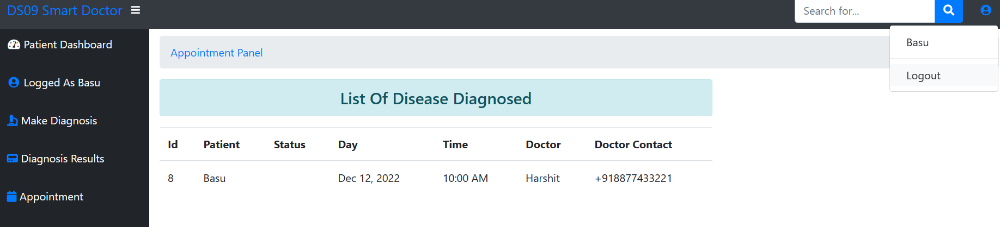 DS09 Smart Doctor
Search for...
Basu
Logout
Patient Dashboard
Logged As Basu
Make Diagnosis
Diagnosis Results
Appointment
Appointment Panel
List Of Disease Diagnosed
Id Patient Status Day Time Doctor Doctor Contact
8 Basu Dec 12, 2022 10:00 AM Harshit +918877433221